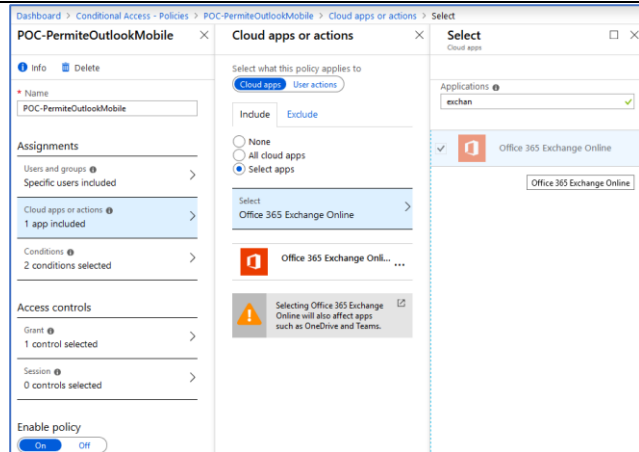 Dashboard > Conditional Access - Policies > POC-PermiteOutlookMobile > Cloud apps or actions > Select
POC-PermiteOutlookMobile
Info Delete
* Name
POC-PermiteOutlookMobile
Assignments
Users and groups
Specific users included
Cloud apps or actions
1 app included
Conditions
2 conditions selected
Access controls
Grant
1 control selected
Session
0 controls selected
Enable policy
On Off
Cloud apps or actions
Select what this policy applies to
Cloud apps User actions
Include Exclude
None
All cloud apps
Select apps
Select
Office 365 Exchange Online
Office 365 Exchange Onli... ...
Selecting Office 365 Exchange
Online will also affect apps
such as OneDrive and Teams.
Select
Cloud apps
Applications
exchan
Office 365 Exchange Online
Office 365 Exchange Online